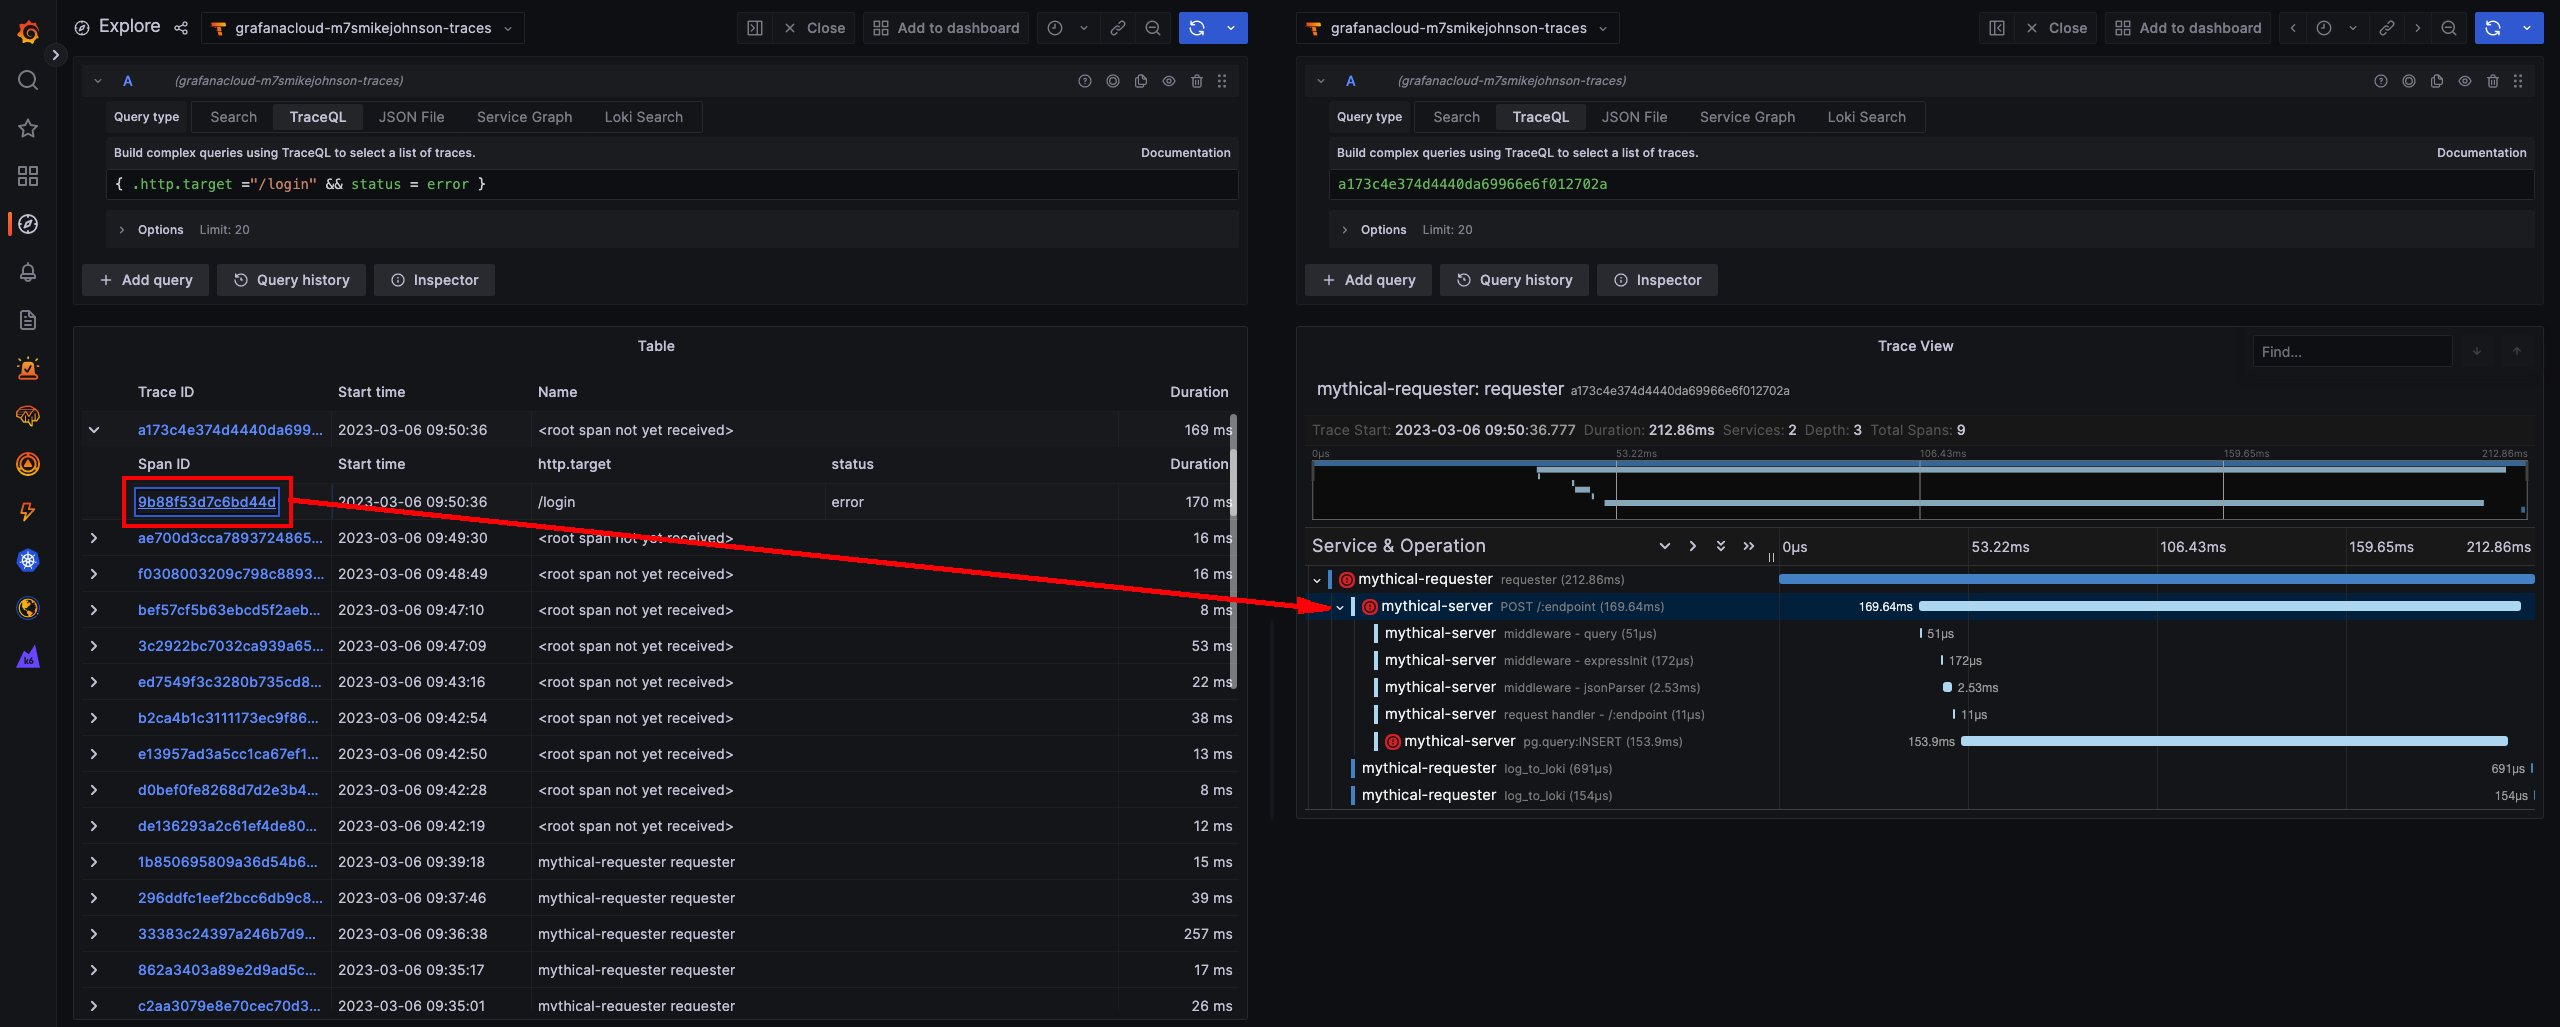 Explore
grafanacloud-m7smikejohnson-traces
Close
Add to dashboard
A
(grafanacloud-m7smikejohnson-traces)
Query type
Search
TraceQL
JSON File
Service Graph
Loki Search
Build complex queries using TraceQL to select a list of traces.
Documentation
{ .http.target ="/login" && status = error }
Options
Limit: 20
Add query
Query history
Inspector
Table
Trace ID Start time Name Duration
a173c4e374d4440da699... 2023-03-06 09:50:36 <root span not yet received> 169 ms
Span ID Start time http.target status Duration
9b88f53d7c6bd44d 2023-03-06 09:50:36 /login error 170 ms
ae700d3cca7893724865... 2023-03-06 09:49:30 <root span not yet received> 16 ms
f0308003209c798c8893... 2023-03-06 09:48:49 <root span not yet received> 16 ms
bef57cf5b63ebcd5f2aeb... 2023-03-06 09:47:10 <root span not yet received> 8 ms
3c2922bc7032ca939a65... 2023-03-06 09:47:09 <root span not yet received> 53 ms
ed7549f3c3280b735cd8... 2023-03-06 09:43:16 <root span not yet received> 22 ms
b2ca4b1c3111173ec9f86... 2023-03-06 09:42:54 <root span not yet received> 38 ms
e13957ad3a5cc1ca67ef1... 2023-03-06 09:42:50 <root span not yet received> 13 ms
d0bef0fe8268d7d2e3b4... 2023-03-06 09:42:28 <root span not yet received> 8 ms
de136293a2c61ef4de80... 2023-03-06 09:42:19 <root span not yet received> 12 ms
1b850695809a36d54b6... 2023-03-06 09:39:18 mythical-requester requester 15 ms
296ddfc1eef2bcc6db9c8... 2023-03-06 09:37:46 mythical-requester requester 39 ms
33383c24397a246b7d9... 2023-03-06 09:36:38 mythical-requester requester 257 ms
862a3403a89e2d9ad5c... 2023-03-06 09:35:17 mythical-requester requester 17 ms
c2aa3079e8e70cec70d3... 2023-03-06 09:35:01 mythical-requester requester 26 ms
k6
grafanacloud-m7smikejohnson-traces
Close
Add to dashboard
A
(grafanacloud-m7smikejohnson-traces)
Query type
Search
TraceQL
JSON File
Service Graph
Loki Search
Build complex queries using TraceQL to select a list of traces.
Documentation
a173c4e374d4440da69966e6f012702a
Options
Limit: 20
Add query
Query history
Inspector
Trace View
Find...
mythical-requester: requester a173c4e374d4440da69966e6f012702a
Trace Start: 2023-03-06 09:50:36.777 Duration: 212.86ms Services: 2 Depth: 3 Total Spans: 9
0μs 53.22ms 106.43ms 159.65ms 212.86ms
Service & Operation 0μs 53.22ms 106.43ms 159.65ms 212.86ms
mythical-requester requester (212.86ms)
mythical-server POST /:endpoint (169.64ms) 169.64ms
mythical-server middleware - query (51μs) 51μs
mythical-server middleware - expressInit (172μs) 172μs
mythical-server middleware - jsonParser (2.53ms) 2.53ms
mythical-server request handler - /:endpoint (11μs) 11μs
mythical-server pg.query:INSERT (153.9ms) 153.9ms
mythical-requester log_to_loki (691μs) 691μs
mythical-requester log_to_loki (154μs) 154μs